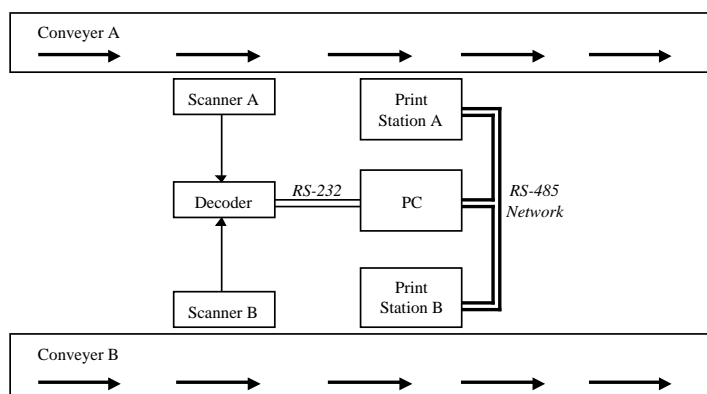 Conveyer A
Scanner A
Print
Station A
Decoder
RS-232
PC
RS-485
Network
Print
Station B
Scanner B
Conveyer B